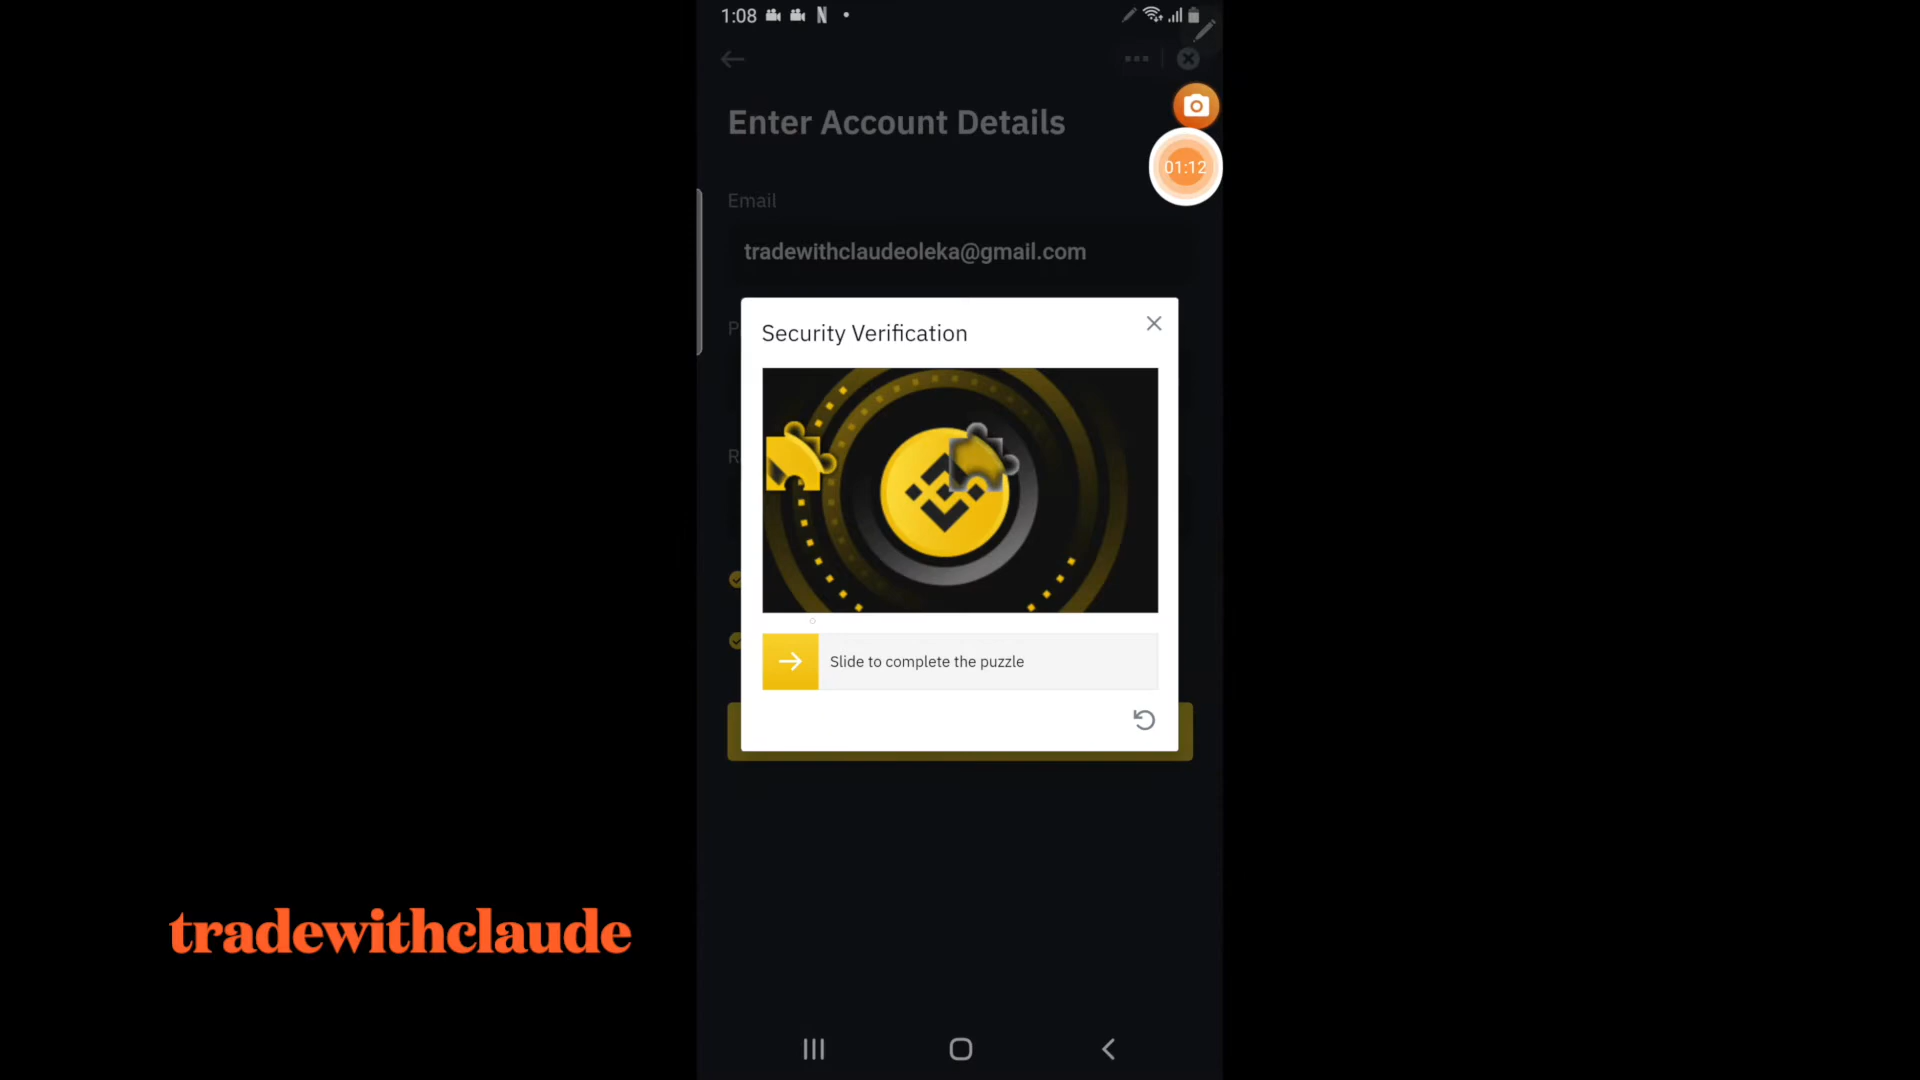 1:08
Enter Account Details
01:12
Email
tradewithclaudeoleka@gmail.com
P
Security Verification
R
Slide to complete the puzzle
tradewithclaude